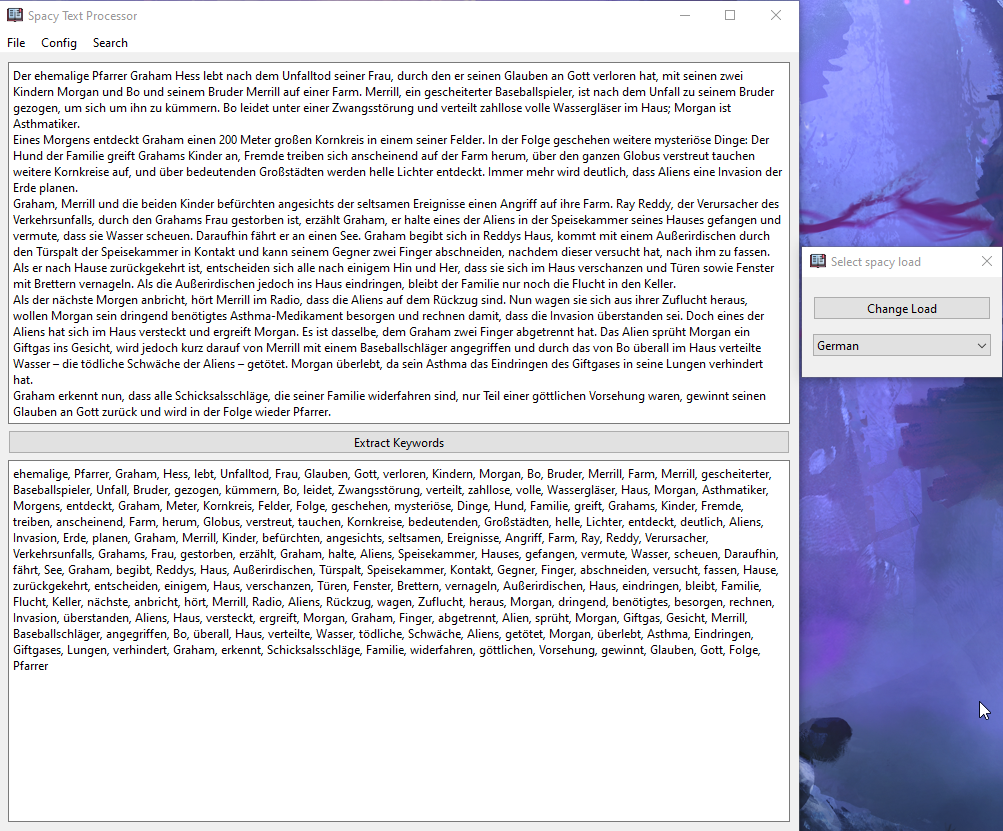 Spacy Text Processor
File Config Search
Der ehemalige Pfarrer Graham Hess lebt nach dem Unfalltod seiner Frau, durch den er seinen Glauben an Gott verloren hat, mit seinen zwei
Kindern Morgan und Bo und seinem Bruder Merrill auf einer Farm. Merrill, ein gescheiterter Baseballspieler, ist nach dem Unfall zu seinem Bruder
gezogen, um sich um ihn zu kümmern. Bo leidet unter einer Zwangsstörung und verteilt zahllose volle Wassergläser im Haus; Morgan ist
Asthmatiker.
Eines Morgens entdeckt Graham einen 200 Meter großen Kornkreis in einem seiner Felder. In der Folge geschehen weitere mysteriöse Dinge: Der
Hund der Familie greift Grahams Kinder an, Fremde treiben sich anscheinend auf der Farm herum, über den ganzen Globus verstreut tauchen
weitere Kornkreise auf, und über bedeutenden Großstädten werden helle Lichter entdeckt. Immer mehr wird deutlich, dass Aliens eine Invasion der
Erde planen.
Graham, Merrill und die beiden Kinder befürchten angesichts der seltsamen Ereignisse einen Angriff auf ihre Farm. Ray Reddy, der Verursacher des
Verkehrsunfalls, durch den Grahams Frau gestorben ist, erzählt Graham, er halte eines der Aliens in der Speisekammer seines Hauses gefangen und
vermute, dass sie Wasser scheuen. Daraufhin fährt er an einen See. Graham begibt sich in Reddys Haus, kommt mit einem Außerirdischen durch
den Türspalt der Speisekammer in Kontakt und kann seinem Gegner zwei Finger abschneiden, nachdem dieser versucht hat, nach ihm zu fassen.
Als er nach Hause zurückgekehrt ist, entscheiden sich alle nach einigem Hin und Her, dass sie sich im Haus verschanzen und Türen sowie Fenster
mit Brettern vernageln. Als die Außerirdischen jedoch ins Haus eindringen, bleibt der Familie nur noch die Flucht in den Keller.
Als der nächste Morgen anbricht, hört Merrill im Radio, dass die Aliens auf dem Rückzug sind. Nun wagen sie sich aus ihrer Zuflucht heraus,
wollen Morgan sein dringend benötigtes Asthma-Medikament besorgen und rechnen damit, dass die Invasion überstanden sei. Doch eines der
Aliens hat sich im Haus versteckt und ergreift Morgan. Es ist dasselbe, dem Graham zwei Finger abgetrennt hat. Das Alien sprüht Morgan ein
Giftgas ins Gesicht, wird jedoch kurz darauf von Merrill mit einem Baseballschläger angegriffen und durch das von Bo überall im Haus verteilte
Wasser – die tödliche Schwäche der Aliens – getötet. Morgan überlebt, da sein Asthma das Eindringen des Giftgases in seine Lungen verhindert
hat.
Graham erkennt nun, dass alle Schicksalsschläge, die seiner Familie widerfahren sind, nur Teil einer göttlichen Vorsehung waren, gewinnt seinen
Glauben an Gott zurück und wird in der Folge wieder Pfarrer.
Extract Keywords
ehemalige, Pfarrer, Graham, Hess, lebt, Unfalltod, Frau, Glauben, Gott, verloren, Kindern, Morgan, Bo, Bruder, Merrill, Farm, Merrill, gescheiterter,
Baseballspieler, Unfall, Bruder, gezogen, kümmern, Bo, leidet, Zwangsstörung, verteilt, zahllose, volle, Wassergläser, Haus, Morgan, Asthmatiker,
Morgens, entdeckt, Graham, Meter, Kornkreis, Felder, Folge, geschehen, mysteriöse, Dinge, Hund, Familie, greift, Grahams, Kinder, Fremde,
treiben, anscheinend, Farm, herum, Globus, verstreut, tauchen, Kornkreise, bedeutenden, Großstädten, helle, Lichter, entdeckt, deutlich, Aliens,
Invasion, Erde, planen, Graham, Merrill, Kinder, befürchten, angesichts, seltsamen, Ereignisse, Angriff, Farm, Ray, Reddy, Verursacher,
Verkehrsunfalls, Grahams, Frau, gestorben, erzählt, Graham, halte, Aliens, Speisekammer, Hauses, gefangen, vermute, Wasser, scheuen, Daraufhin,
fährt, See, Graham, begibt, Reddys, Haus, Außerirdischen, Türspalt, Speisekammer, Kontakt, Gegner, Finger, abschneiden, versucht, fassen, Hause,
zurückgekehrt, entscheiden, einigem, Haus, verschanzen, Türen, Fenster, Brettern, vernageln, Außerirdischen, Haus, eindringen, bleibt, Familie,
Flucht, Keller, nächste, anbricht, hört, Merrill, Radio, Aliens, Rückzug, wagen, Zuflucht, heraus, Morgan, dringend, benötigtes, besorgen, rechnen,
Invasion, überstanden, Aliens, Haus, versteckt, ergreift, Morgan, Graham, Finger, abgetrennt, Alien, sprüht, Morgan, Giftgas, Gesicht, Merrill,
Baseballschläger, angegriffen, Bo, überall, Haus, verteilte, Wasser, tödliche, Schwäche, Aliens, getötet, Morgan, überlebt, Asthma, Eindringen,
Giftgases, Lungen, verhindert, Graham, erkennt, Schicksalsschläge, Familie, widerfahren, göttlichen, Vorsehung, gewinnt, Glauben, Gott, Folge,
Pfarrer
Select spacy load
Change Load
German